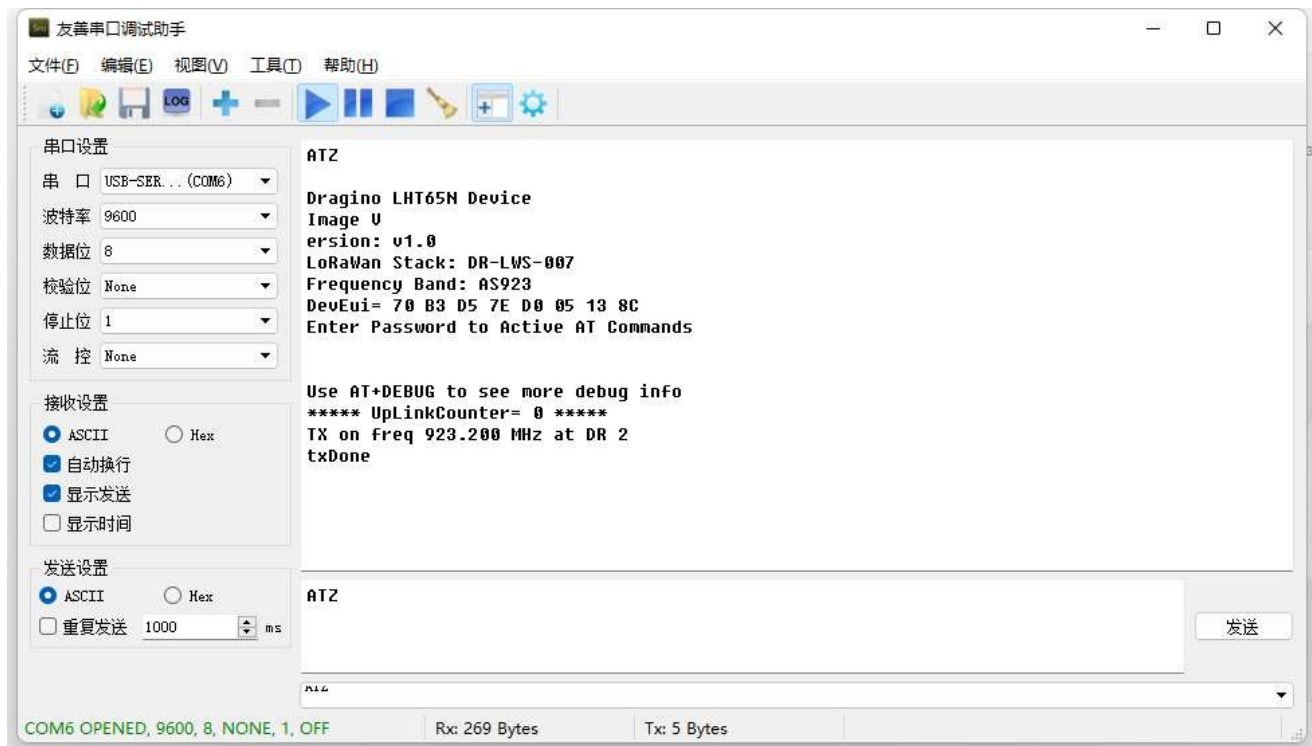 友善串口调试助手
文件(F) 编辑(E) 视图(V) 工具(T) 帮助(H)
LOG
串口设置
串 口 USB-SER...(COM6)
波特率 9600
数据位 8
校验位 None
停止位 1
流 控 None
接收设置
ASCII Hex
自动换行
显示发送
显示时间
ATZ
Dragino LHT65N Device
Image V
ersion: v1.0
LoRaWan Stack: DR-LWS-007
Frequency Band: AS923
DevEui= 70 B3 D5 7E D0 05 13 8C
Enter Password to Active AT Commands
Use AT+DEBUG to see more debug info
***** UpLinkCounter= 0 *****
TX on freq 923.200 MHz at DR 2
txDone
发送设置
ASCII Hex
重复发送 1000 ms
ATZ
发送
ATZ
COM6 OPENED, 9600, 8, NONE, 1, OFF Rx: 269 Bytes Tx: 5 Bytes